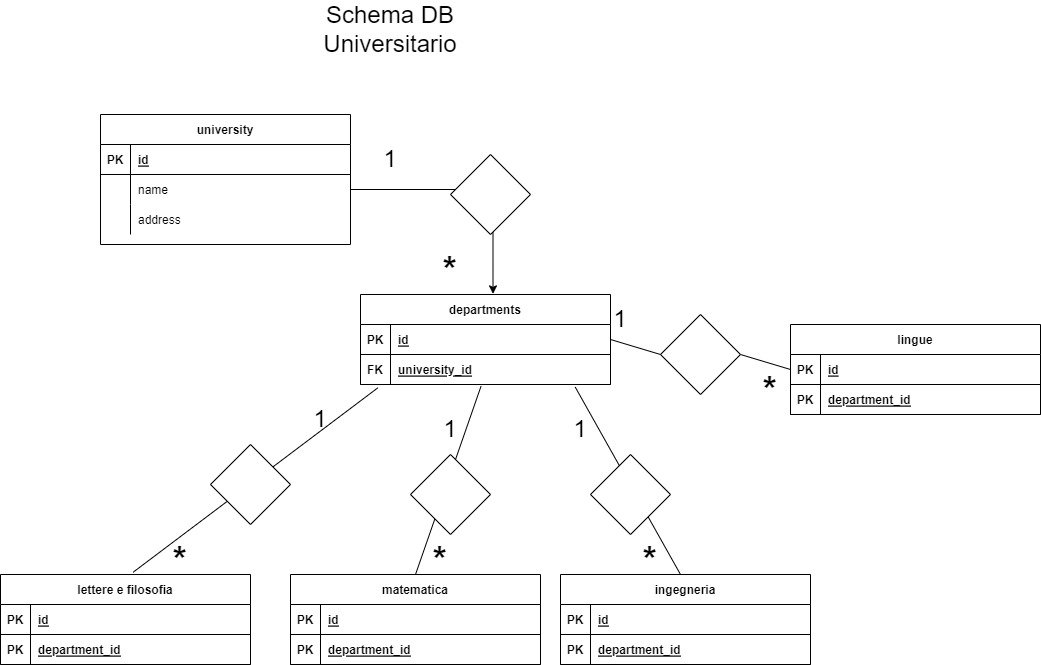 Schema DB
Universitario
university
PK id
name
address
1
*
departments
PK id
FK university_id
1
*
lingue
PK id
PK department_id
1
1
1
*
*
*
lettere e filosofia
PK id
PK department_id
matematica
PK id
PK department_id
ingegneria
PK id
PK department_id